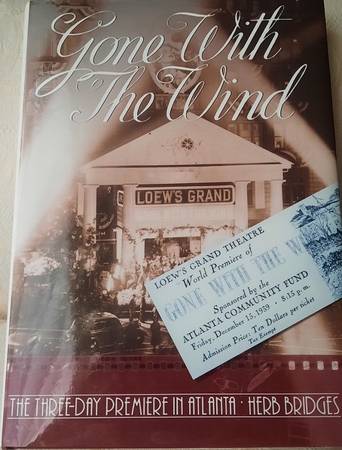 Gone With
The Wind
LOEW'S GRAND
LOEW'S GRAND THEATRE
World Premiere of
GONE WITH THE W
Sponsored by the
ATLANTA COMMUNITY FUND
Friday, December 15, 1939 - 8:15 p. m.
Admission Price: Ten Dollars per ticket
Tax Exempt
THE THREE-DAY PREMIERE IN ATLANTA · HERB BRIDGES